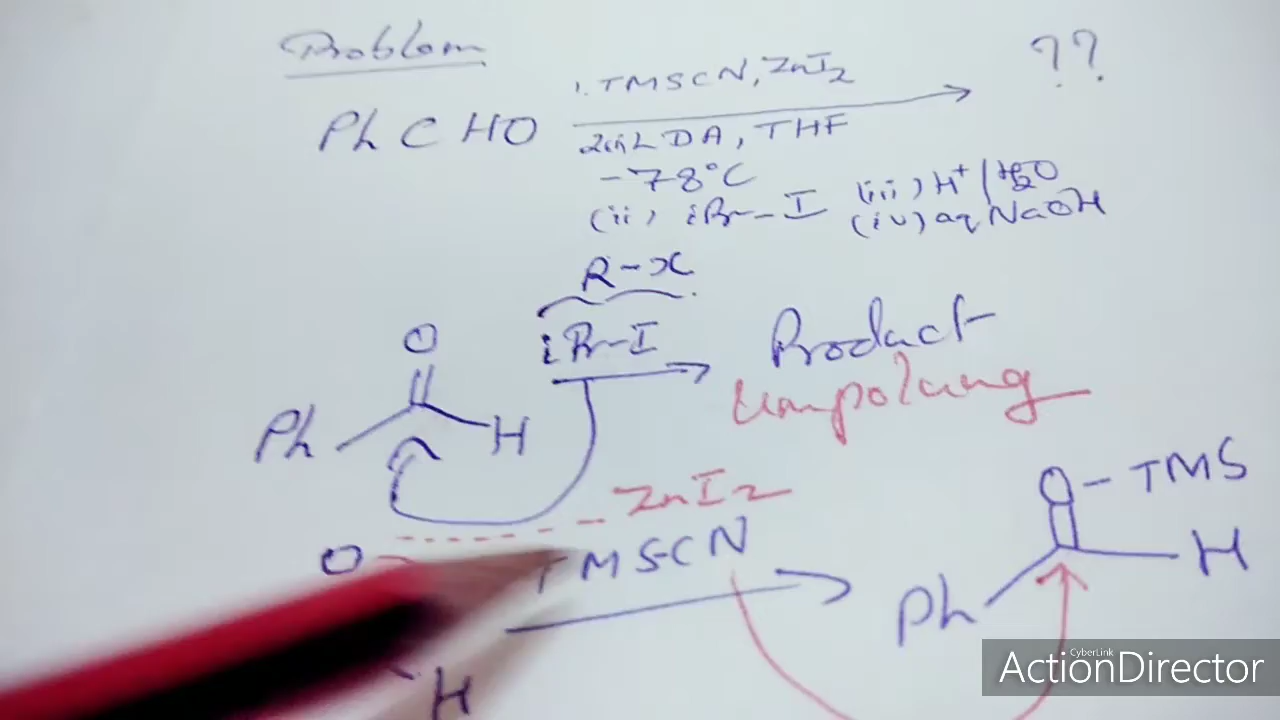 Problem
1. TMSCN, ZnI2
??
PhCHO
2(i) LDA, THF
-78°C
(ii) iPr-I (iii) H+/H2O
(iv) aq NaOH
R-X
O
iPr-I
Product
Ph
H
Umpolung
O-TMS
ZnI2
O
TMSCN
H
Ph
H
CyberLink
ActionDirector